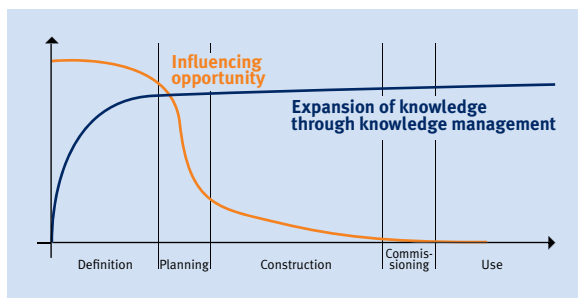 Influencing
opportunity
Expansion of knowledge
through knowledge management
Definition
Planning
Construction
Commis-
sioning
Use